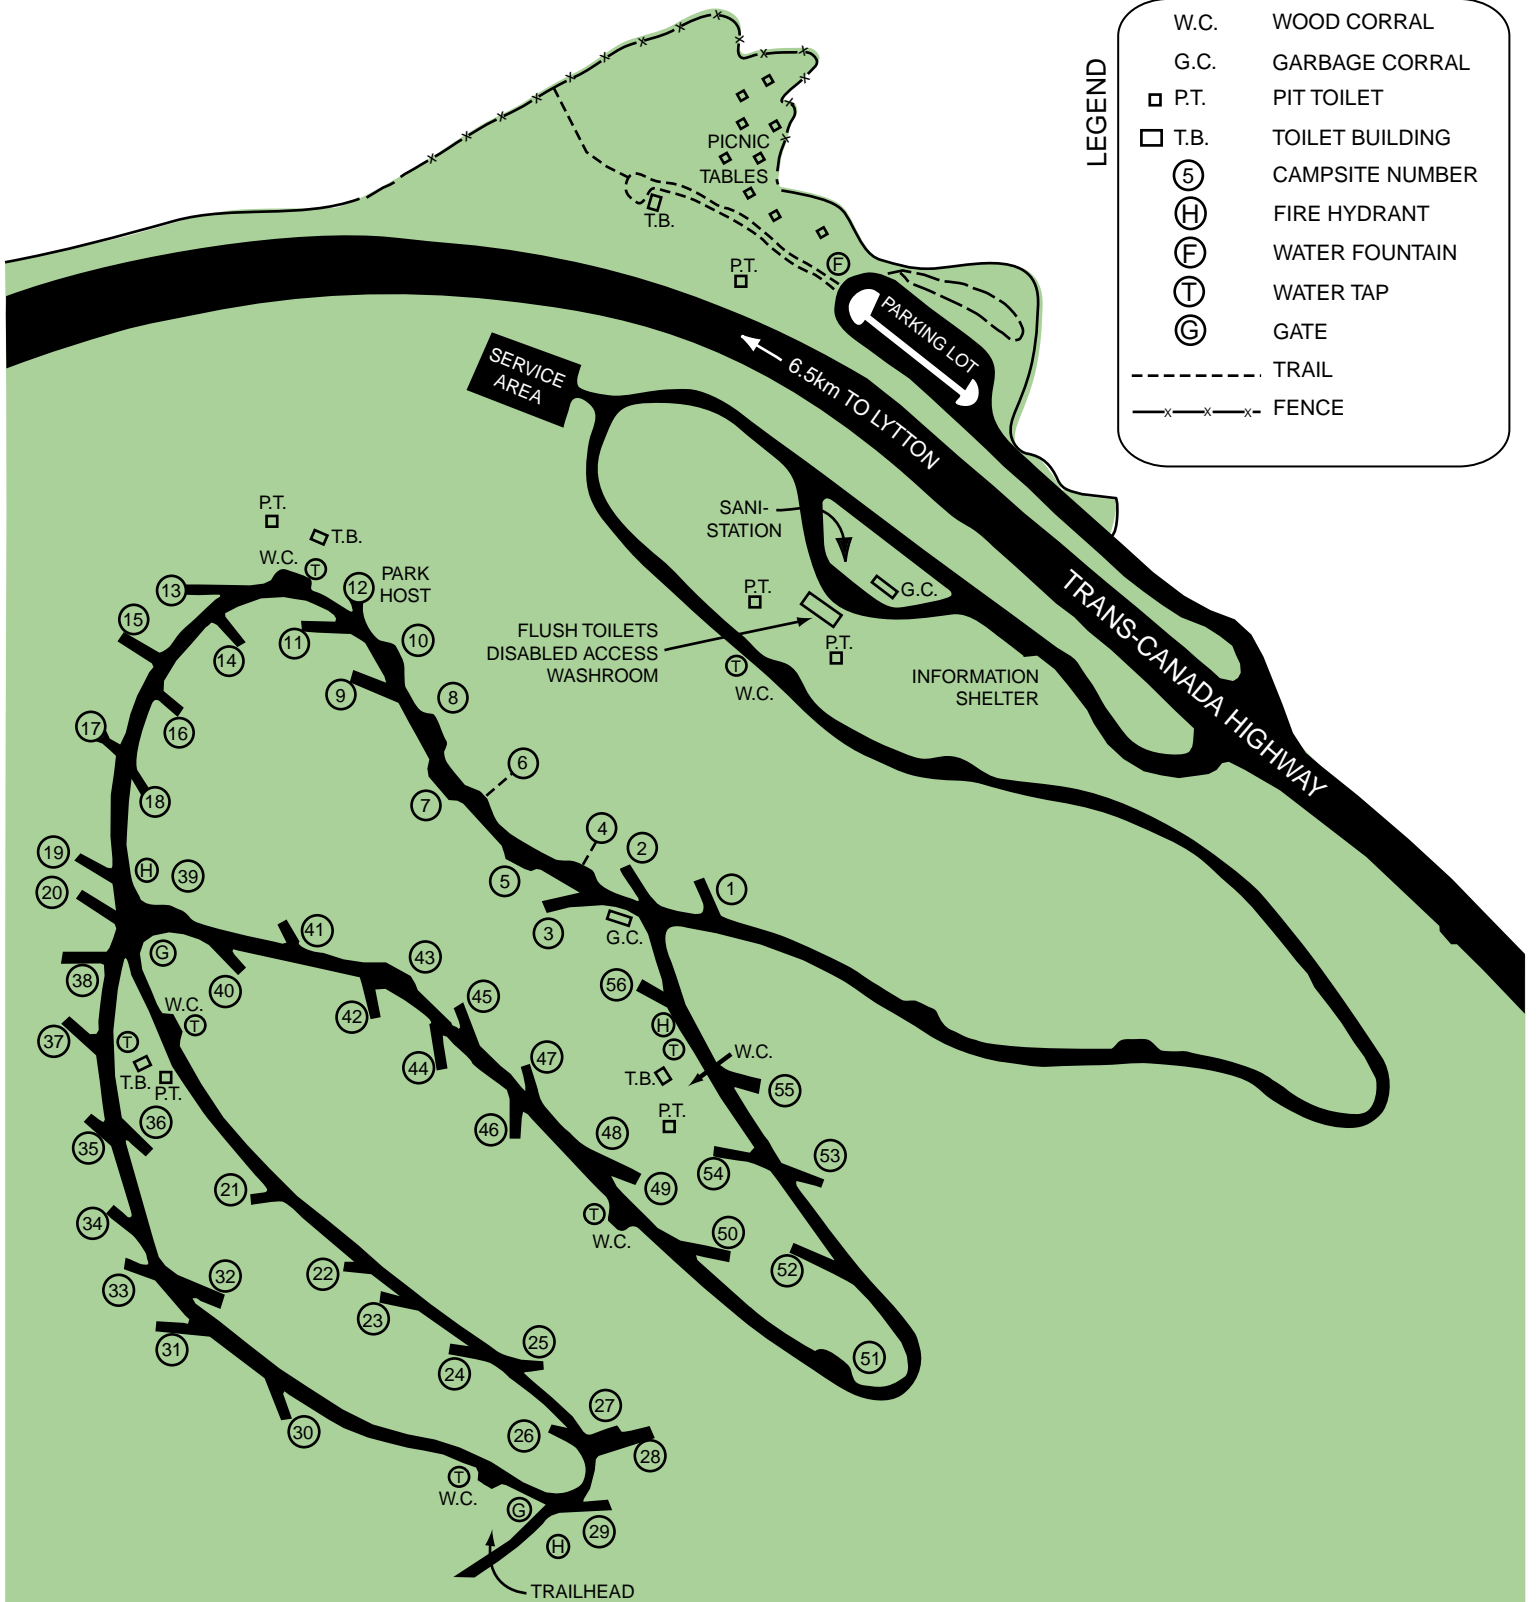 LEGEND
W.C. WOOD CORRAL
G.C. GARBAGE CORRAL
P.T. PIT TOILET
T.B. TOILET BUILDING
5 CAMPSITE NUMBER
H FIRE HYDRANT
F WATER FOUNTAIN
T WATER TAP
G GATE
TRAIL
x x x FENCE
PICNIC
TABLES
T.B.
P.T.
F
PARKING LOT
6.5km TO LYTTON
TRANS-CANADA HIGHWAY
SERVICE
AREA
SANI-
STATION
G.C.
P.T.
P.T.
FLUSH TOILETS
DISABLED ACCESS
WASHROOM
T
W.C.
INFORMATION
SHELTER
P.T.
T.B.
W.C.
T
PARK
HOST
12
13
15
14
11
10
9
8
17
16
18
7
6
4
2
1
5
3
G.C.
19
H
39
20
G
41
40
38
43
42
45
44
47
46
56
H
T
W.C.
T.B.
P.T.
55
W.C.
T
37
T
T.B.
P.T.
36
35
48
49
54
53
T
W.C.
50
52
51
21
34
33
32
22
23
31
25
24
30
27
26
28
T
W.C.
G
29
H
TRAILHEAD